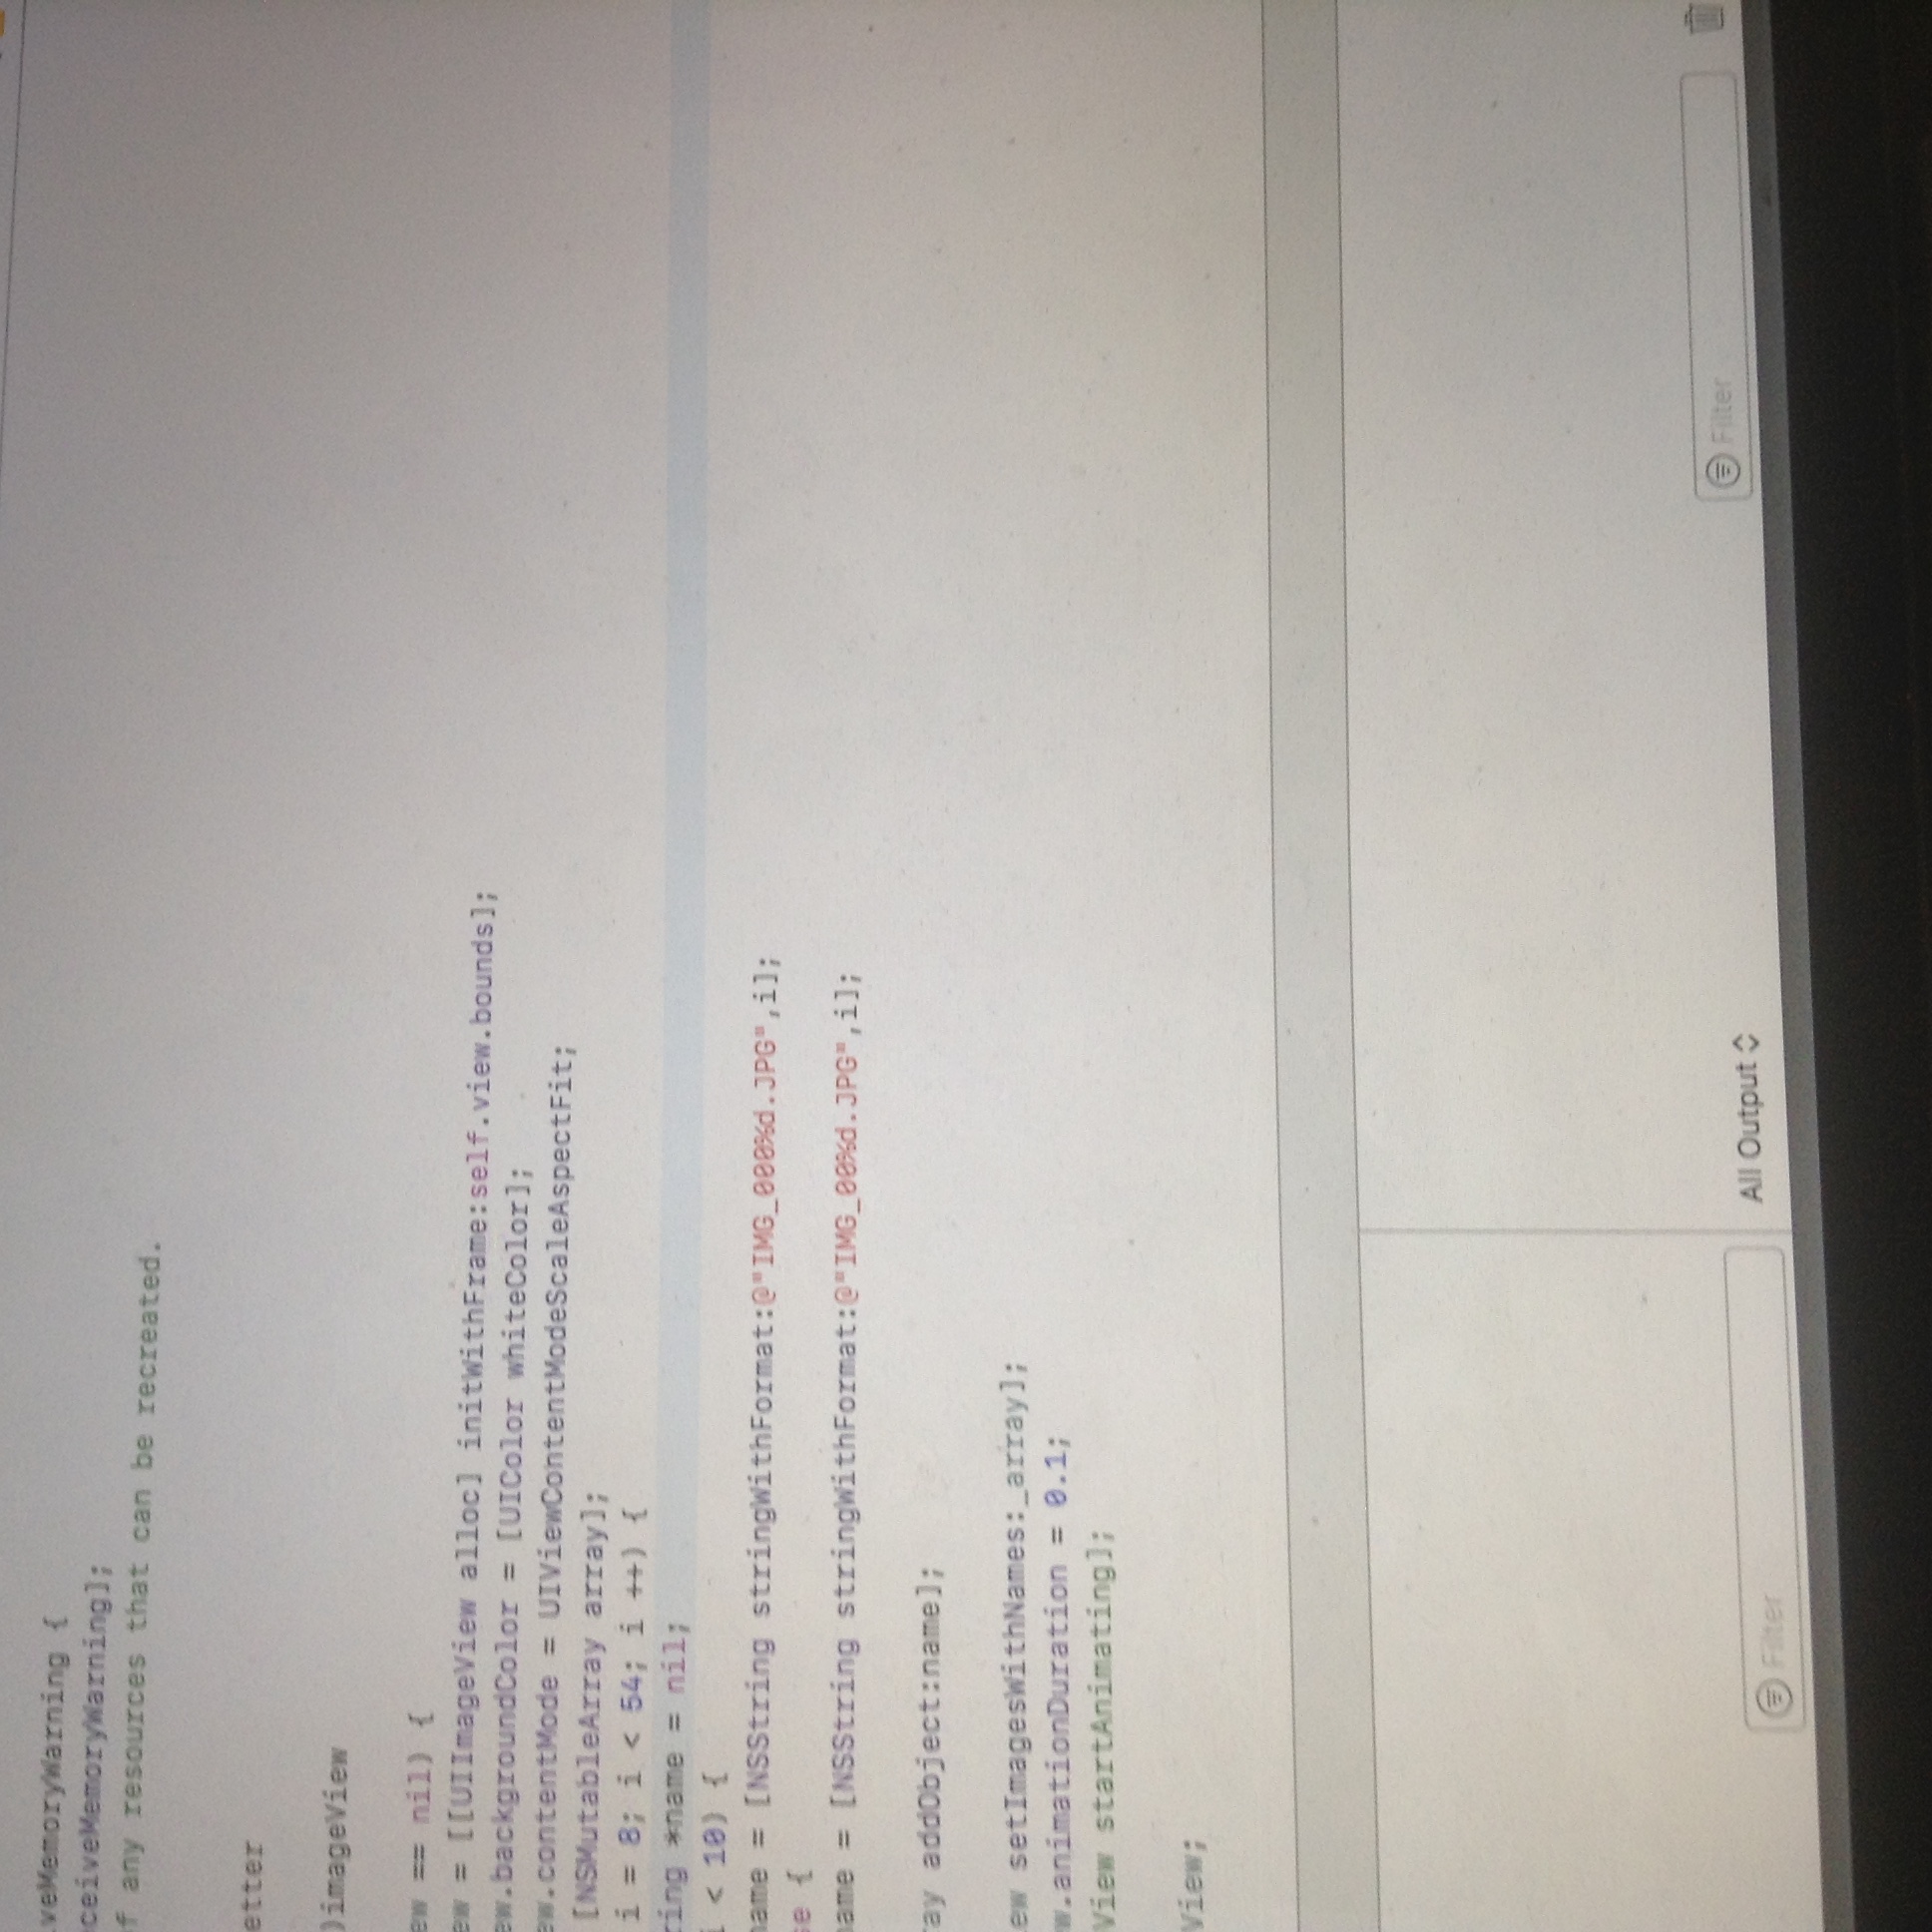 iveMemoryWarning {
ceiveMemoryWarning];
f any resources that can be recreated.
etter
)imageView
ew == nil) {
ew = [[UIImageView alloc] initWithFrame:self.view.bounds];
ew.backgroundColor = [UIColor whiteColor];
ew.contentMode = UIViewContentModeScaleAspectFit;
[NSMutableArray array];
i = 8; i < 54; i ++) {
ring *name = nil;
i < 10) {
name = [NSString stringWithFormat:@"IMG_000%d.JPG",i];
se {
name = [NSString stringWithFormat:@"IMG_00%d.JPG",i];
ray addObject:name];
ew setImagesWithNames:_array];
w.animationDuration = 0.1;
View startAnimating];
View;
Filter
All Output
Filter